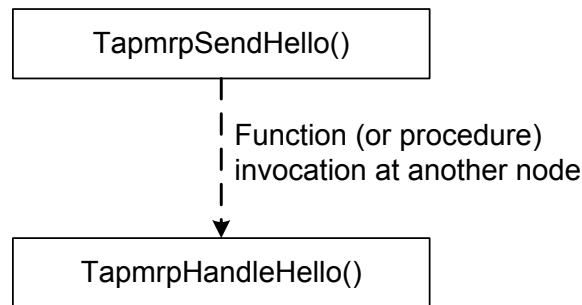 TapmrpSendHello()
Function (or procedure)
invocation at another node
TapmrpHandleHello()